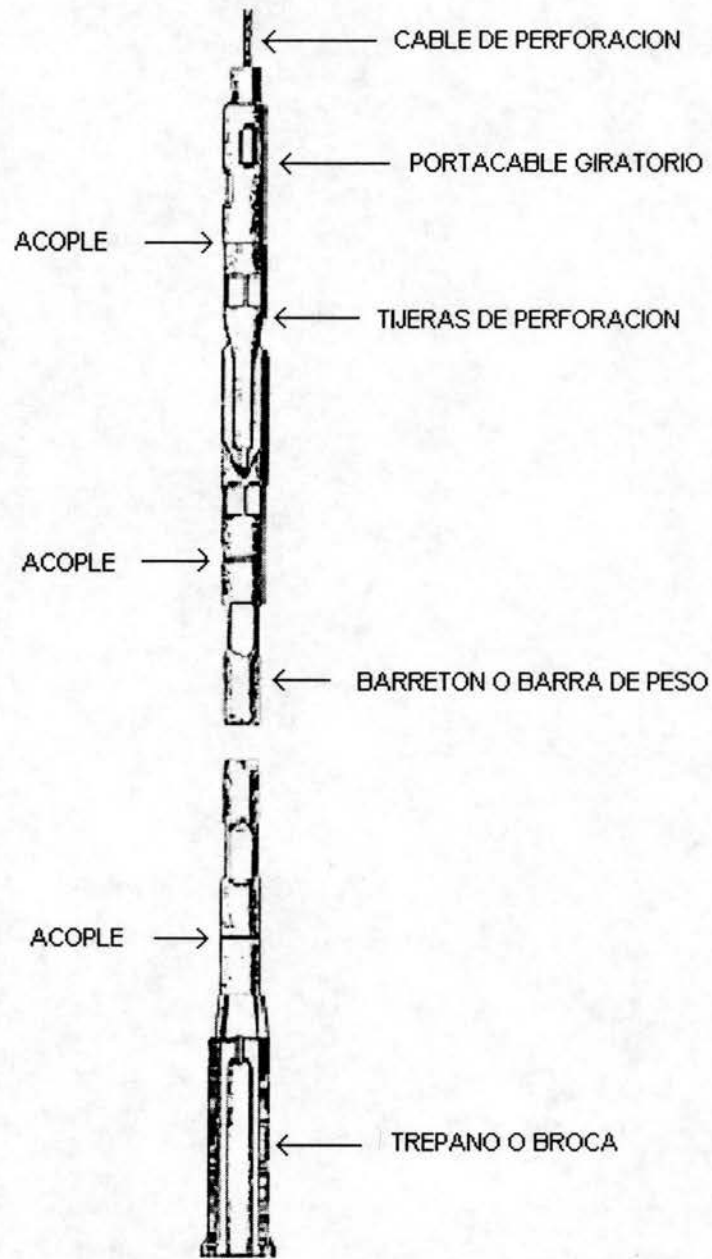 CABLE DE PERFORACION
PORTACABLE GIRATORIO
ACOPLE
TIJERAS DE PERFORACION
ACOPLE
BARRETON O BARRA DE PESO
ACOPLE
TREPANO O BROCA